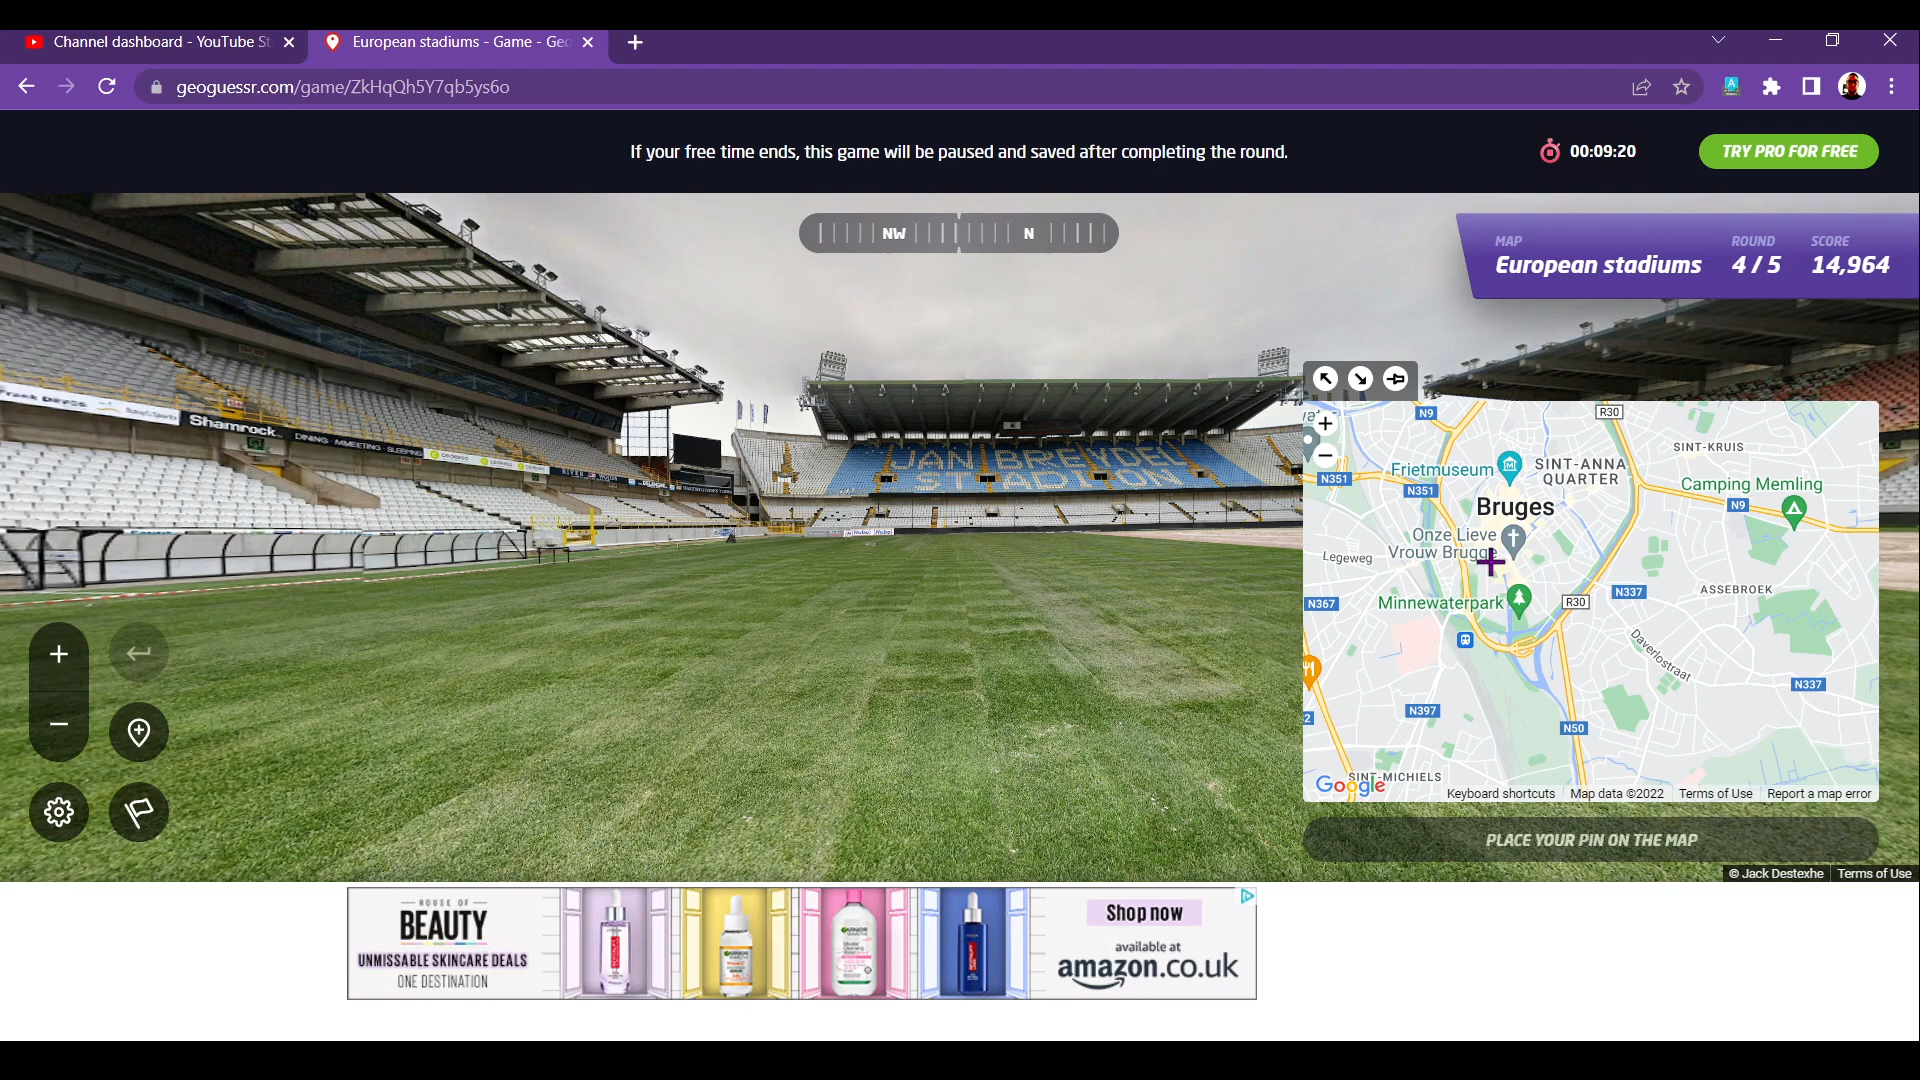 Channel dashboard - YouTube St
European stadiums - Game - Geo
geoguessr.com/game/ZkHqQh5Y7qb5ys6o
If your free time ends, this game will be paused and saved after completing the round.
00:09:20
TRY PRO FOR FREE
NW
N
MAP
ROUND
SCORE
European stadiums
4 / 5
14,964
Shamrock
DINING - MMEETING - SLEEPING
JAN BREYDEL
STADION
N9
R30
SINT-KRUIS
Frietmuseum
SINT-ANNA
QUARTER
N351
N351
Camping Memling
N9
Bruges
Onze Lieve
Vrouw Brugge
Legeweg
N367
Minnewaterpark
R30
N337
ASSEBROEK
Daverlostraat
N337
N397
N50
SINT-MICHIELS
Google
Keyboard shortcuts
Map data ©2022
Terms of Use
Report a map error
PLACE YOUR PIN ON THE MAP
© Jack Destexhe
Terms of Use
HOUSE OF
BEAUTY
UNMISSABLE SKINCARE DEALS
ONE DESTINATION
GARNIER
GARNIER
Shop now
available at
amazon.co.uk